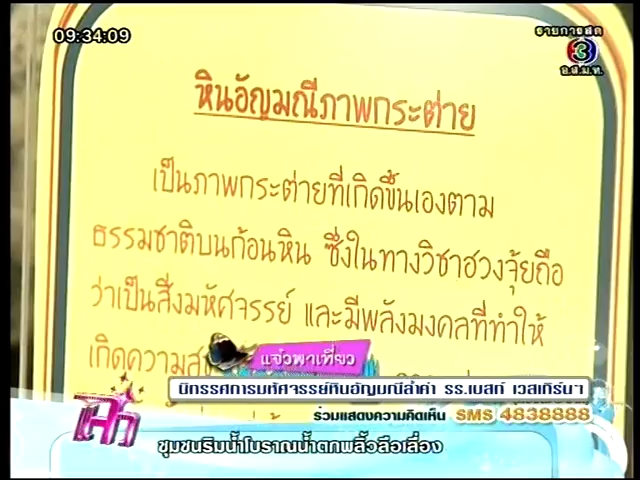 09:34:09
รายการสด
3
อ.ส.ม.ท.
หินอัญมณีภาพกระต่าย
เป็นภาพกระต่ายที่เกิดขึ้นเองตาม
ธรรมชาติบนก้อนหิน ซึ่งในทางวิชาฮวงจุ้ยถือ
ว่าเป็นสิ่งมหัศจรรย์ และมีพลังมงคลที่ทำให้
เกิดความ
แจ๋วพาเที่ยว
นิทรรศการมหัศจรรย์หินอัญมณีล้ำค่า รร.เบสท์ เวสเทิร์นฯ
ร่วมแสดงความคิดเห็น SMS 4838888
แจ๋ว
ชุมชนริมน้ำโบราณน้ำตกพลิ้วลือเลื่อง